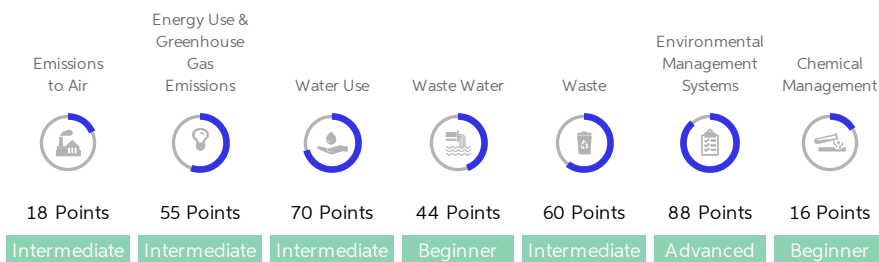 Emissions
to Air
18 Points
Intermediate
Energy Use &
Greenhouse
Gas
Emissions
55 Points
Intermediate
Water Use
70 Points
Intermediate
Waste Water
44 Points
Beginner
Waste
60 Points
Intermediate
Environmental
Management
Systems
88 Points
Advanced
Chemical
Management
16 Points
Beginner